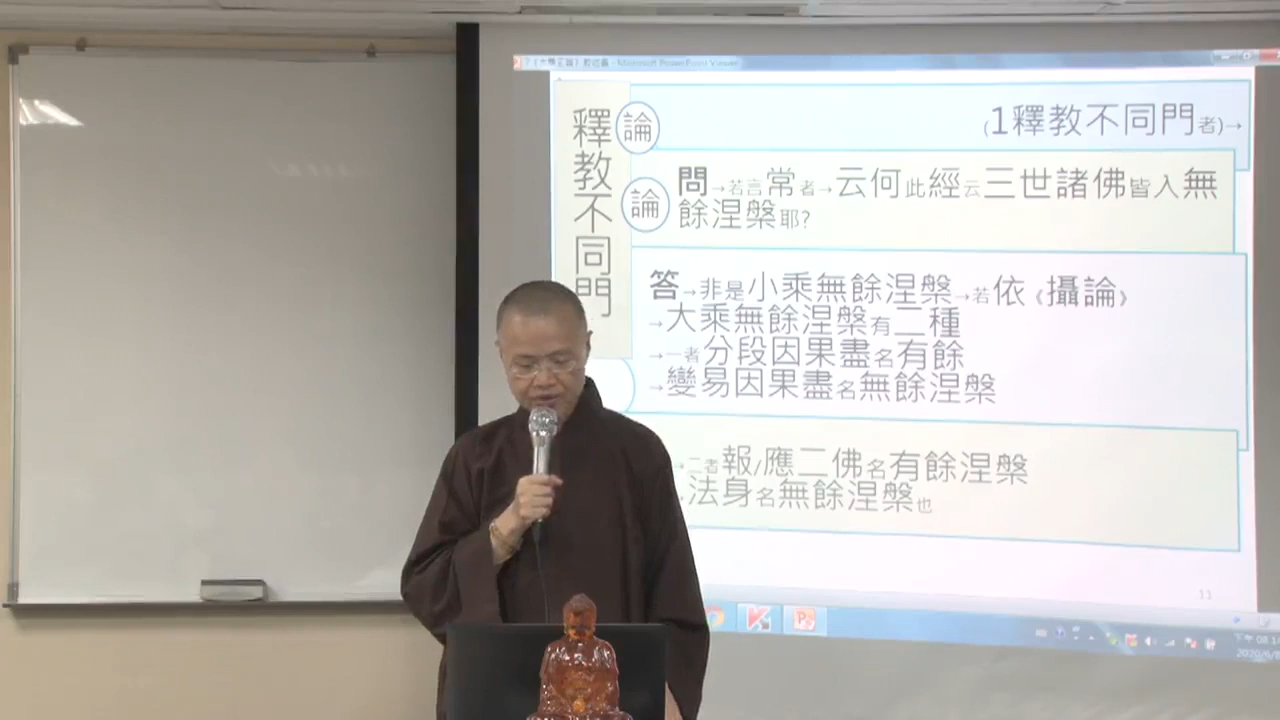 Microsoft PowerPoint Viewer
釋教不同門
論
(1釋教不同門者)→
論
問→若言常者→云何此經云三世諸佛皆入無
餘涅槃耶?
答→非是小乘無餘涅槃→若依《攝論》
→大乘無餘涅槃有二種
→一者分段因果盡名有餘
→變易因果盡名無餘涅槃
→二者報/應二佛名有餘涅槃
法身名無餘涅槃也
11